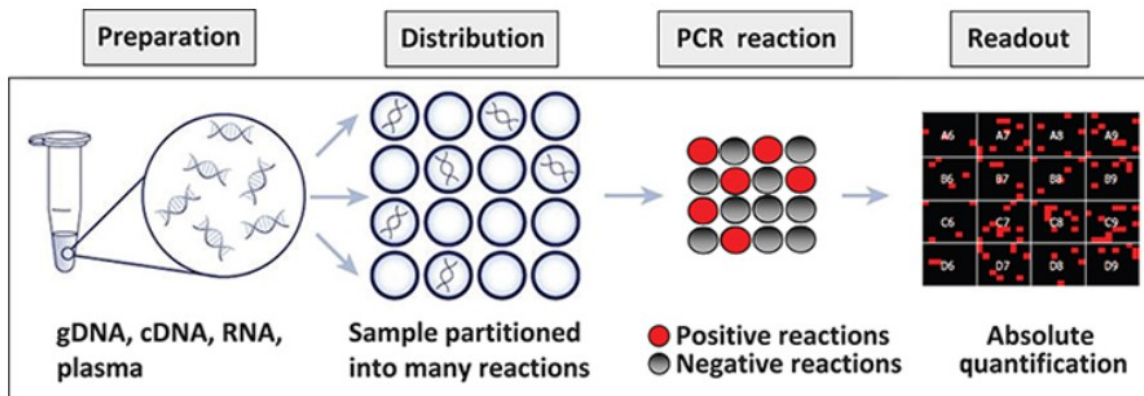 Preparation
Distribution
PCR reaction
Readout
A6 A7 A8 A9
B6 B7 B8 B9
C6 C7 C8 C9
D6 D7 D8 D9
gDNA, cDNA, RNA,
plasma
Sample partitioned
into many reactions
Positive reactions
Negative reactions
Absolute
quantification